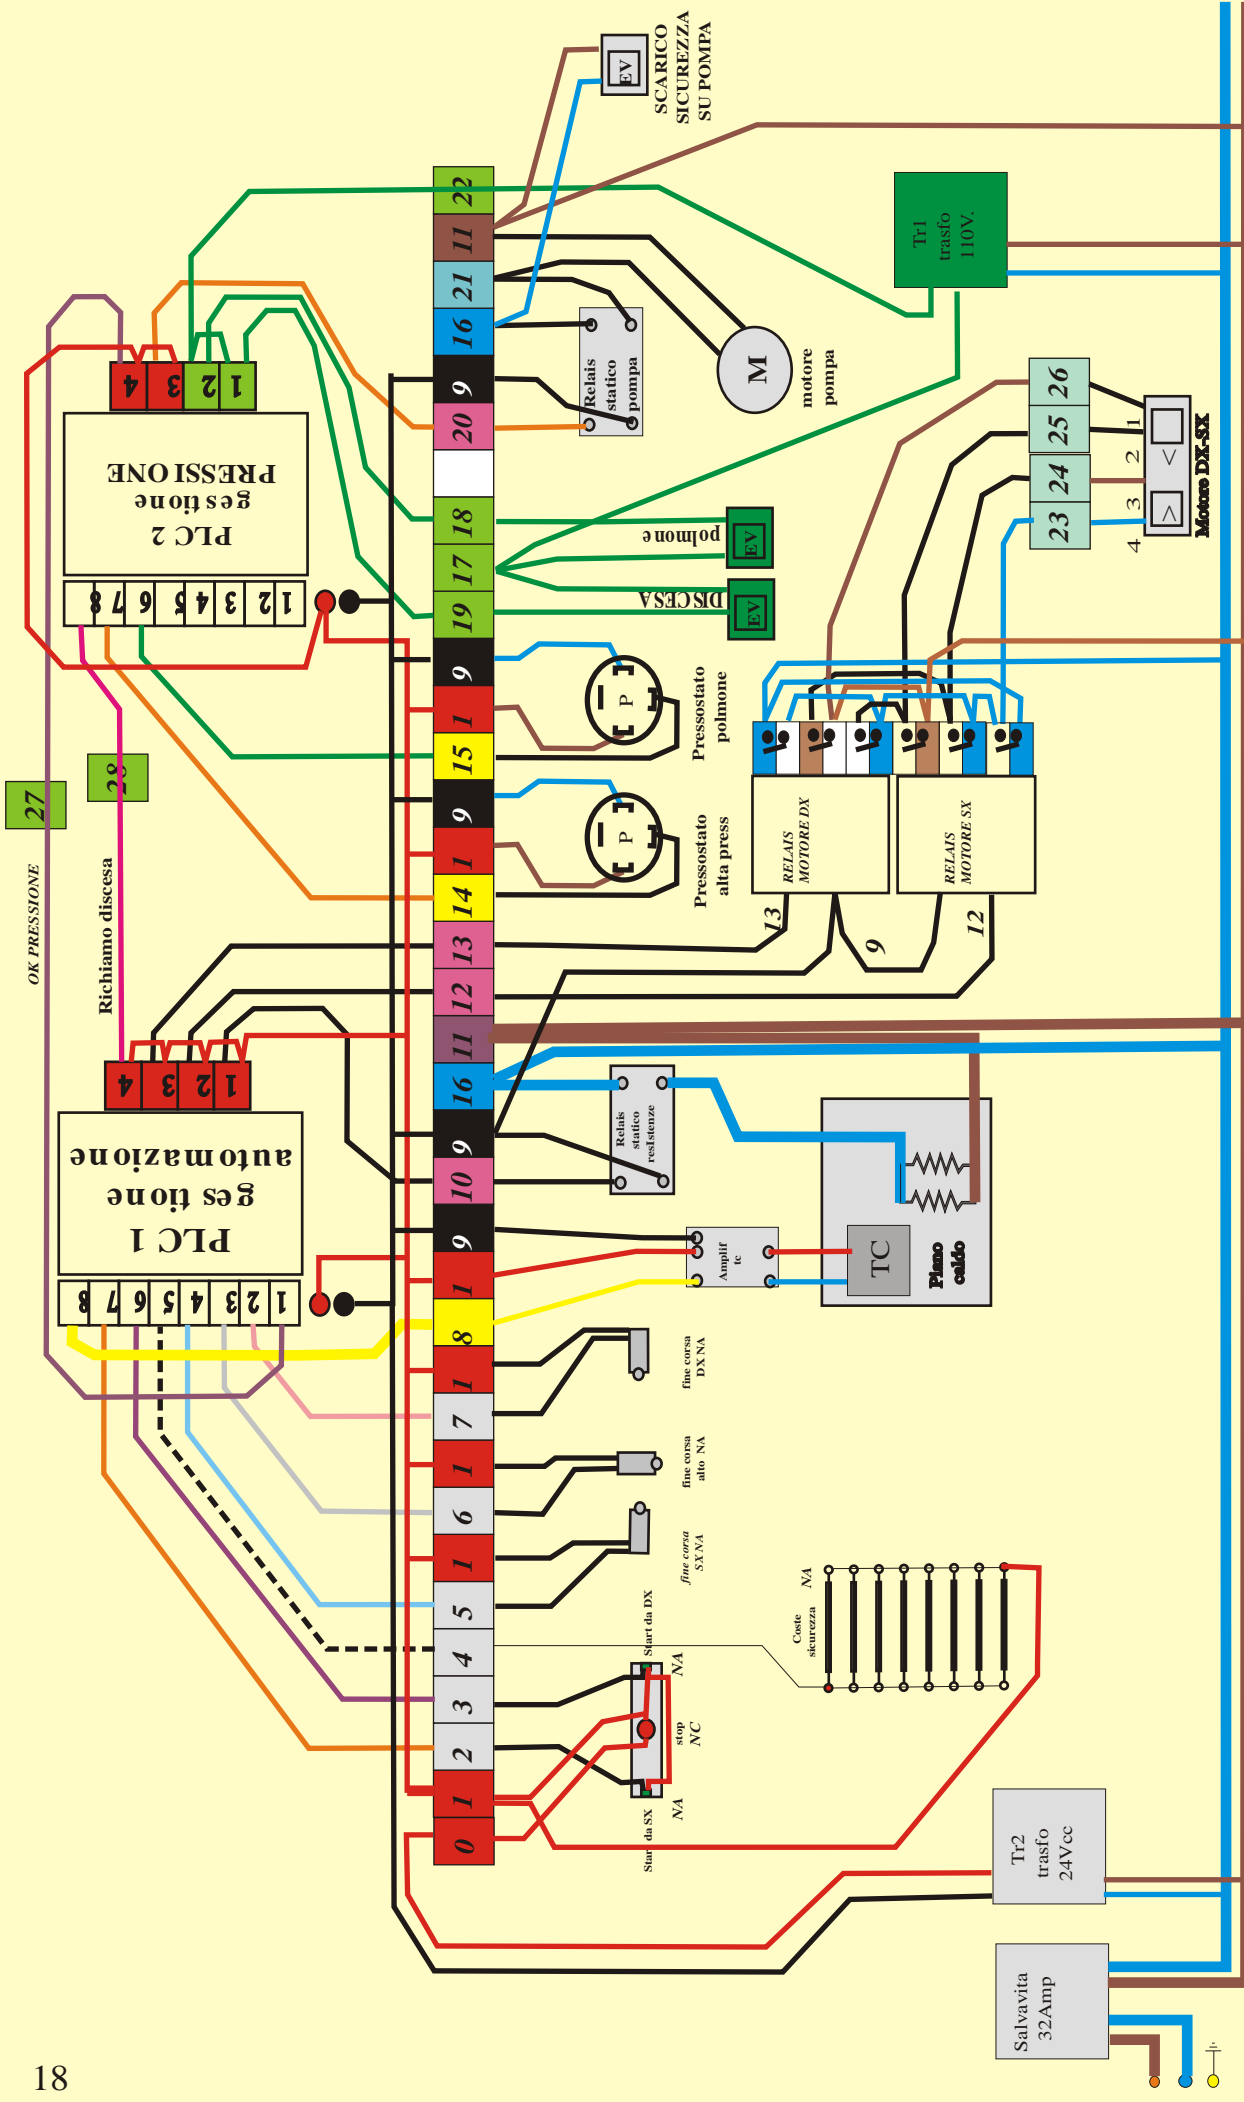 SCARICO
SICUREZZA
SU POMPA
EV
22
11
21
16
9
20
18
17
19
9
1
15
9
1
14
13
12
11
16
9
10
9
1
8
1
7
1
6
1
5
4
3
2
1
0
4
3
2
1
PLC 2
gestione
PRESSIONE
8
7
6
5
4
3
2
1
Relais
statico
pompa
M
motore
pompa
Tr1
trasfo
110V.
26
25
24
23
1
2
3
4
<
>
Motore DX-SX
polmone
EV
DISCESA
EV
P
Pressostato
polmone
P
Pressostato
alta press
RELAIS
MOTORE DX
RELAIS
MOTORE SX
13
9
12
27
28
OK PRESSIONE
Richiamo discesa
4
3
2
1
PLC 1
gestione
automazione
8
7
6
5
4
3
2
1
Relais
statico
resIstenze
Amplif
tc
TC
Piano
caldo
fine corsa
DX NA
fine corsa
alto NA
fine corsa
SX NA
Start da DX
NA
stop
NC
Start da SX
NA
NA
Coste
sicurezza
Tr2
trasfo
24Vcc
Salvavita
32Amp
18